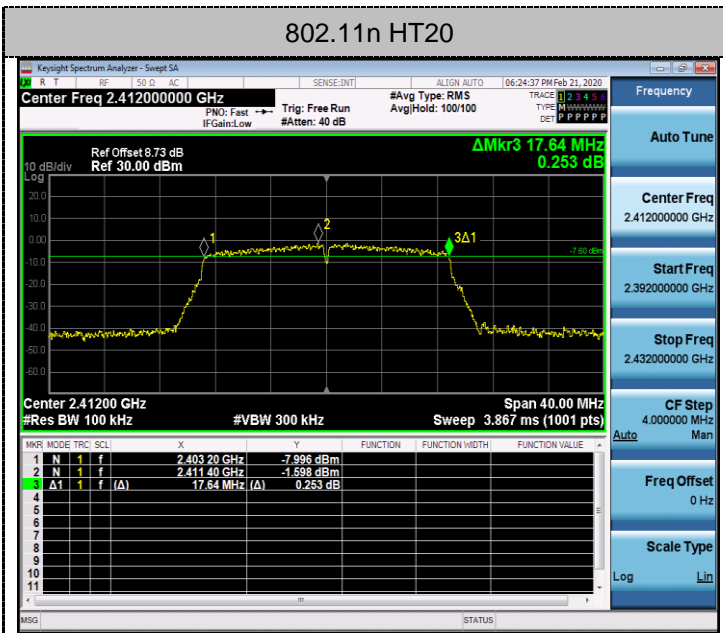 802.11n HT20
Keysight Spectrum Analyzer - Swept SA
R T RF 50 Ω AC SENSE:INT ALIGN AUTO 06:24:37 PM Feb 21, 2020
Center Freq 2.412000000 GHz
PNO: Fast
IFGain:Low
Trig: Free Run
#Atten: 40 dB
#Avg Type: RMS
Avg|Hold: 100/100
TRACE 1 2 3 4 5 6
TYPE M W W W W W
DET P P P P P P
Ref Offset 8.73 dB
10 dB/div Ref 30.00 dBm
Log
ΔMkr3 17.64 MHz
0.253 dB
20.0
10.0
0.00
-10.0
-20.0
-30.0
-40.0
-50.0
-60.0
1
2
3Δ1
-7.60 dBm
Center 2.41200 GHz Span 40.00 MHz
#Res BW 100 kHz #VBW 300 kHz Sweep 3.867 ms (1001 pts)
MKR MODE TRC SCL X Y FUNCTION FUNCTION WIDTH FUNCTION VALUE
1 N 1 f 2.403 20 GHz -7.996 dBm
2 N 1 f 2.411 40 GHz -1.598 dBm
3 Δ1 1 f (Δ) 17.64 MHz (Δ) 0.253 dB
4
5
6
7
8
9
10
11
MSG STATUS
Frequency
Auto Tune
Center Freq
2.412000000 GHz
Start Freq
2.392000000 GHz
Stop Freq
2.432000000 GHz
CF Step
4.000000 MHz
Auto Man
Freq Offset
0 Hz
Scale Type
Log Lin